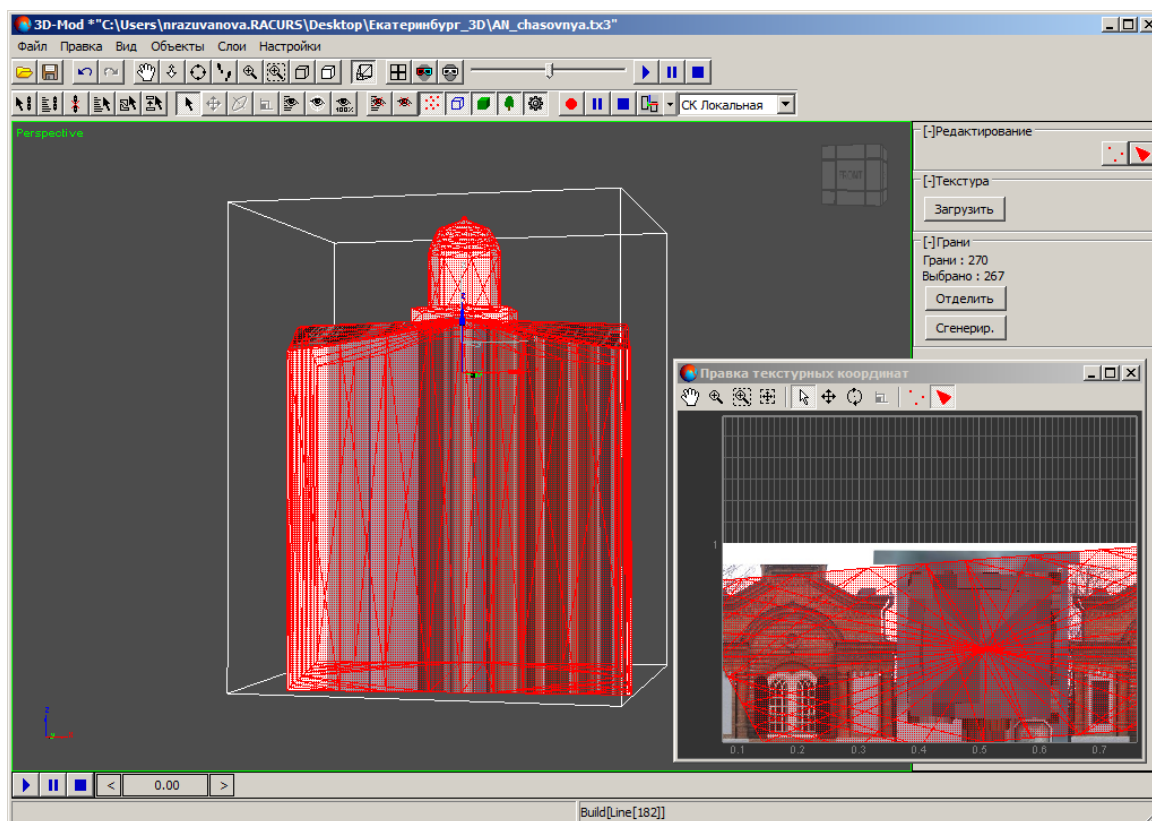 3D-Mod *"C:\Users\nrazuvanova.RACURS\Desktop\Екатеринбург_3D\AN_chasovnya.tx3"
Файл Правка Вид Объекты Слои Настройки
100%
СК Локальная
Perspective
FRONT
[-]Редактирование
[-]Текстура
Загрузить
[-]Грани
Грани : 270
Выбрано : 267
Отделить
Сгенерир.
Правка текстурных координат
1
0.1 0.2 0.3 0.4 0.5 0.6 0.7
z
< 0.00 >
Build[Line[182]]